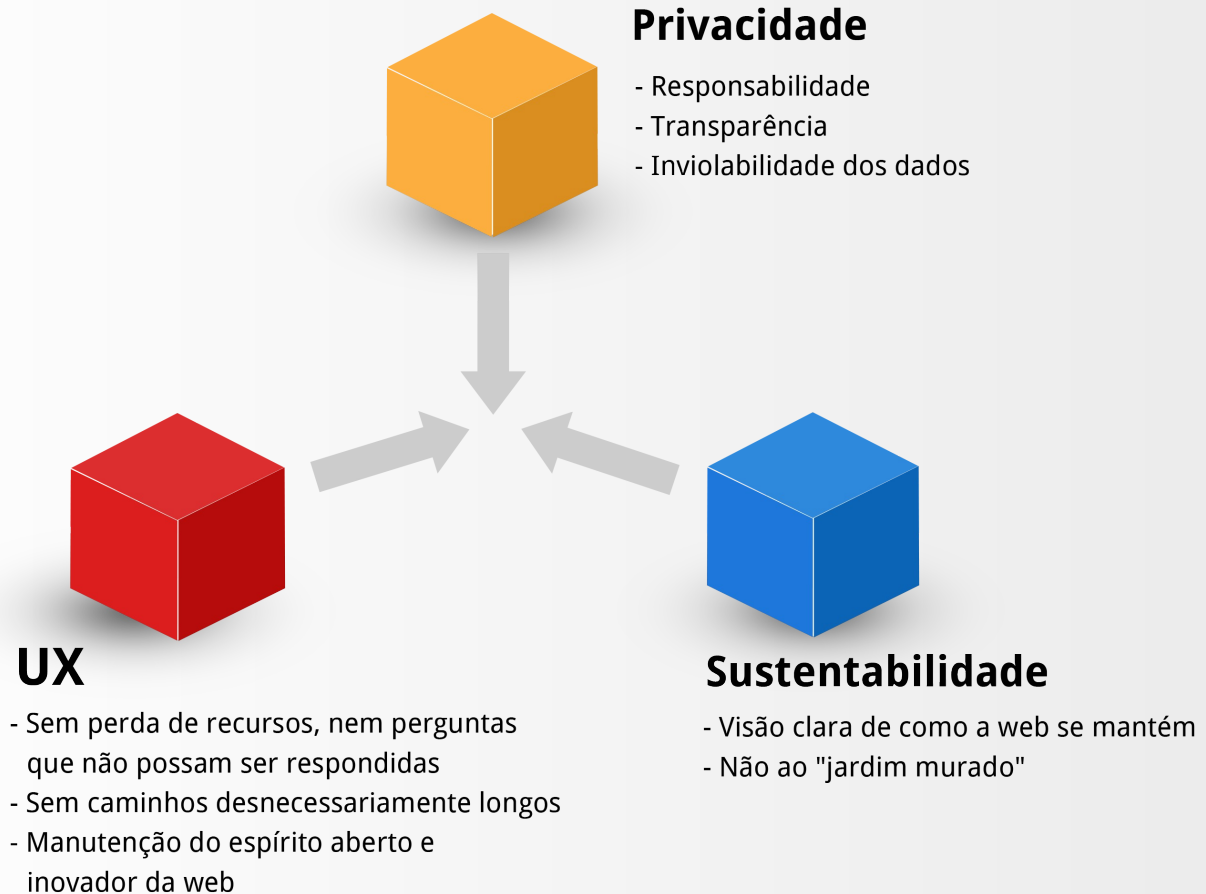 Privacidade
- Responsabilidade
- Transparência
- Inviolabilidade dos dados
UX
- Sem perda de recursos, nem perguntas
que não possam ser respondidas
- Sem caminhos desnecessariamente longos
- Manutenção do espírito aberto e
inovador da web
Sustentabilidade
- Visão clara de como a web se mantém
- Não ao "jardim murado"